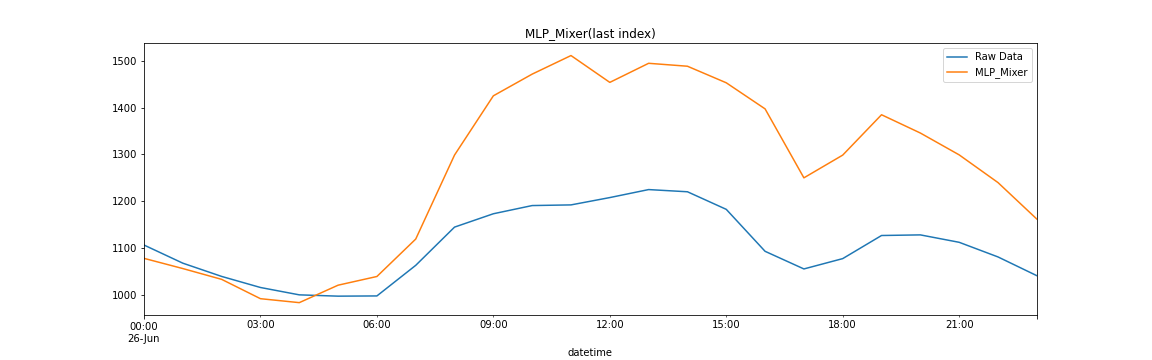 MLP_Mixer(last index)
Raw Data
MLP_Mixer
1500
1400
1300
1200
1100
1000
00:00 03:00 06:00 09:00 12:00 15:00 18:00 21:00
26-Jun
datetime